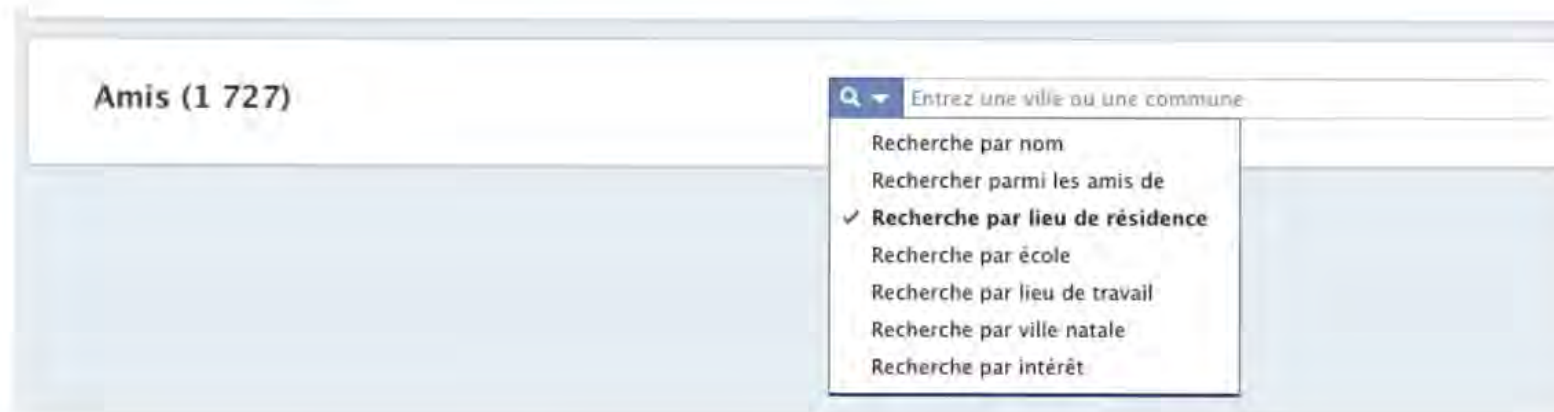 Amis (1 727)
Entrez une ville ou une commune
Recherche par nom
Rechercher parmi les amis de
Recherche par lieu de résidence
Recherche par école
Recherche par lieu de travail
Recherche par ville natale
Recherche par intérêt